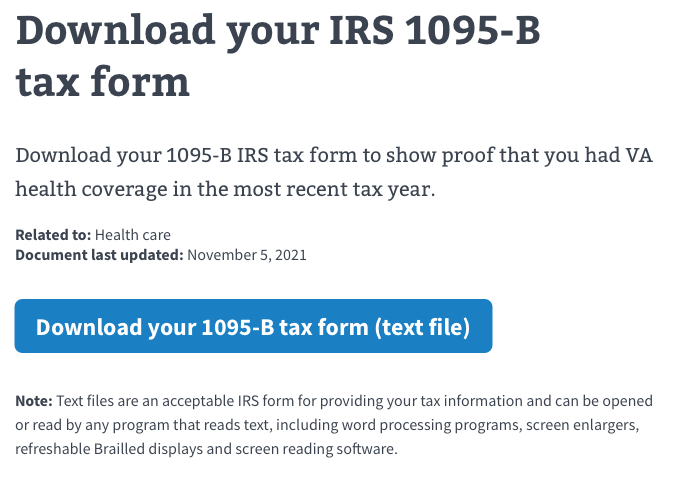 Download your IRS 1095-B
tax form
Download your 1095-B IRS tax form to show proof that you had VA
health coverage in the most recent tax year.
Related to: Health care
Document last updated: November 5, 2021
Download your 1095-B tax form (text file)
Note: Text files are an acceptable IRS form for providing your tax information and can be opened
or read by any program that reads text, including word processing programs, screen enlargers,
refreshable Brailled displays and screen reading software.